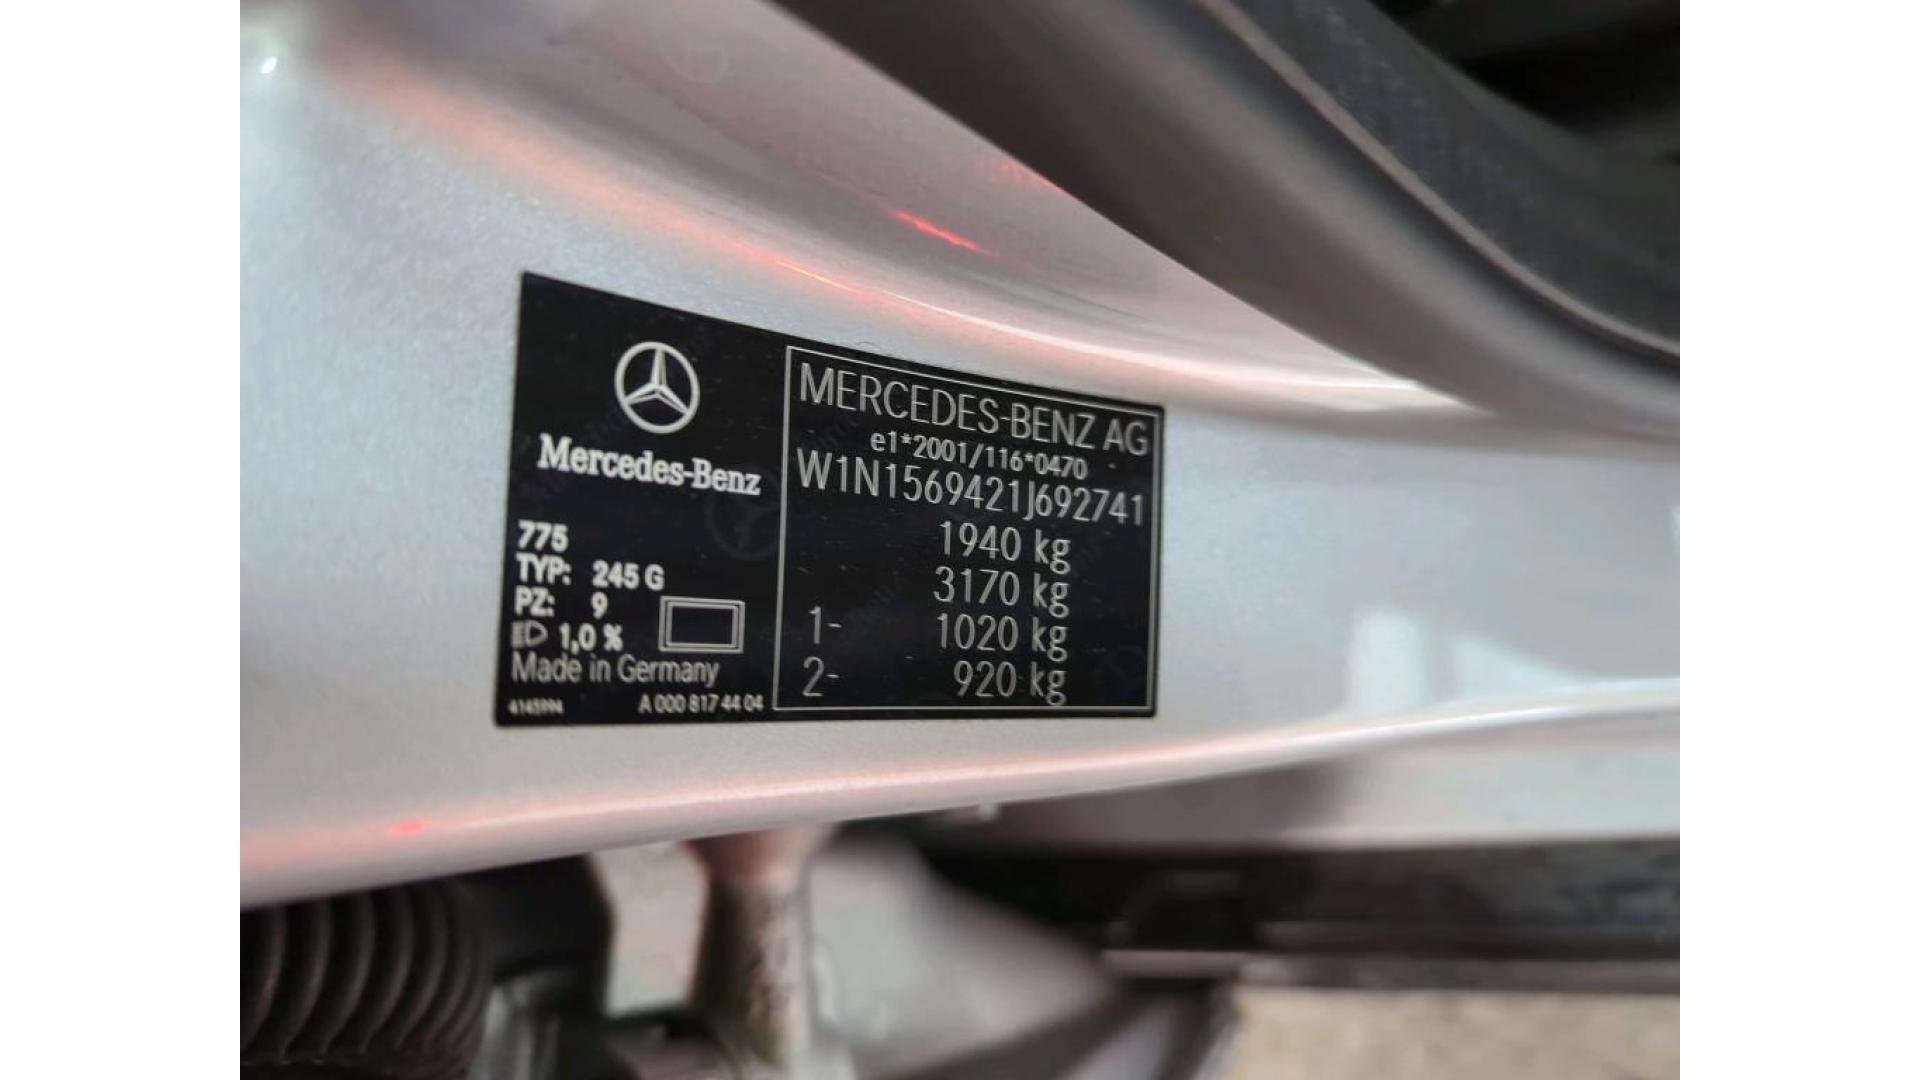 Mercedes-Benz
775
TYP: 245 G
PZ: 9
1,0 %
Made in Germany
4145994 A 000 817 44 04
MERCEDES-BENZ AG
e1*2001/116*0470
W1N1569421J692741
1940 kg
3170 kg
1- 1020 kg
2- 920 kg